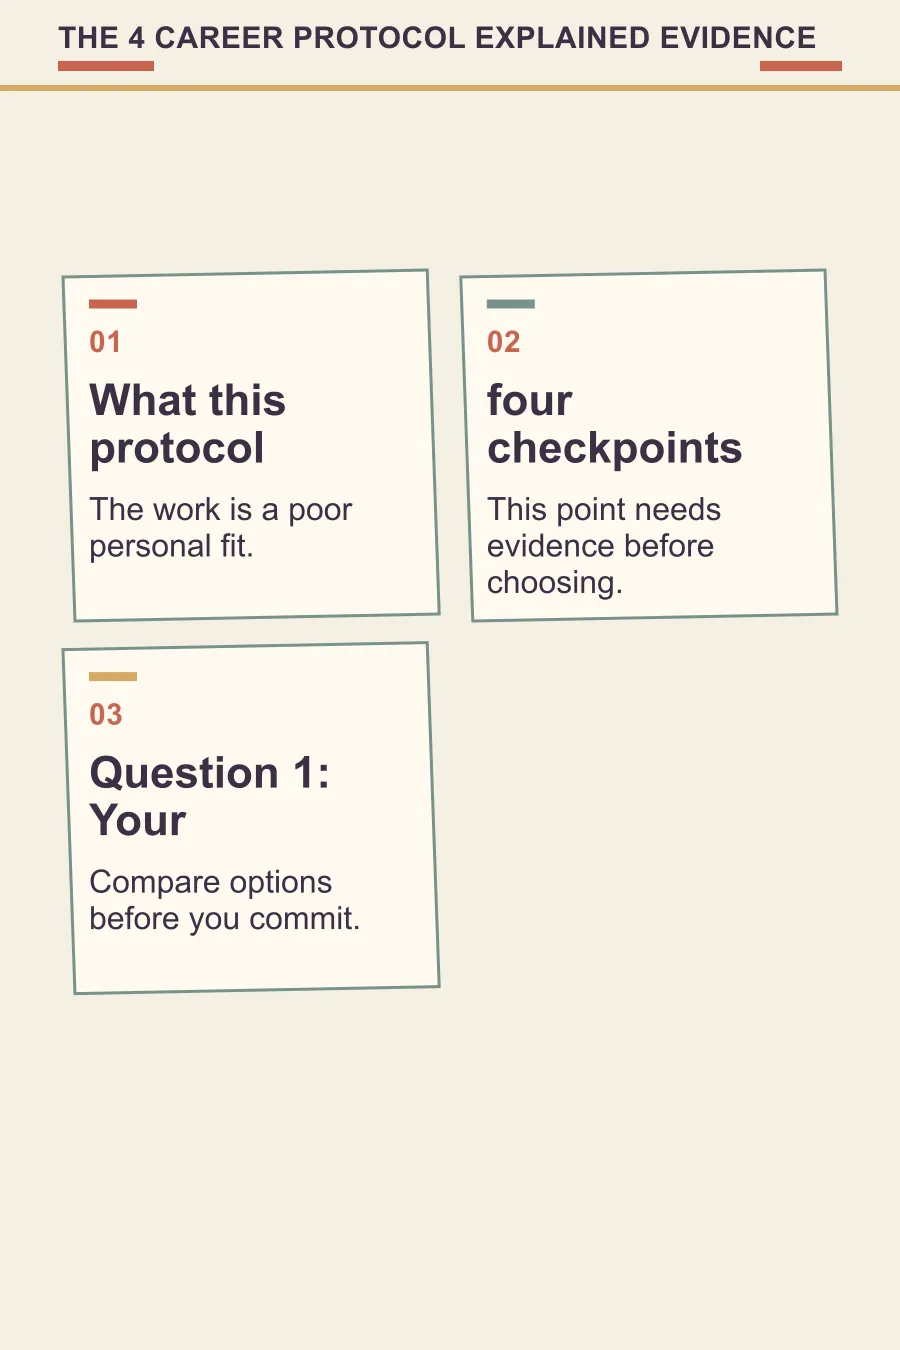 THE 4 CAREER PROTOCOL EXPLAINED EVIDENCE
01
What this
protocol
The work is a poor
personal fit.
02
four
checkpoints
This point needs
evidence before
choosing.
03
Question 1:
Your
Compare options
before you commit.